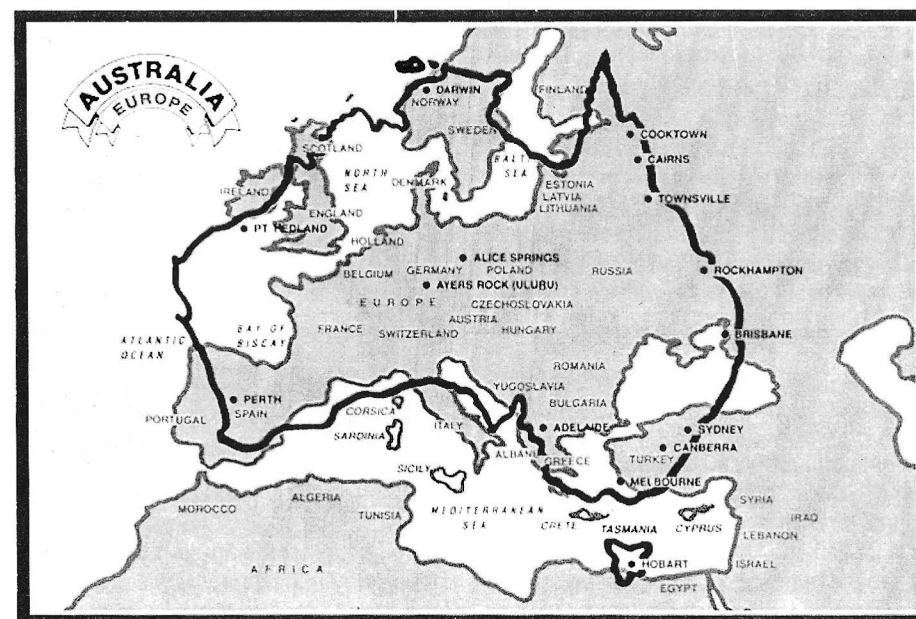 AUSTRALIA
EUROPE
DARWIN
NORWAY
FINLAND
SWEDEN
COOKTOWN
SCOTLAND
CAIRNS
NORTH
SEA
BALTIC
SEA
DENMARK
IRELAND
ESTONIA
LATVIA
LITHUANIA
TOWNSVILLE
ENGLAND
PT HEDLAND
HOLLAND
ALICE SPRINGS
BELGIUM
GERMANY
POLAND
RUSSIA
ROCKHAMPTON
AYERS ROCK (ULURU)
EUROPE
CZECHOSLOVAKIA
AUSTRIA
FRANCE
SWITZERLAND
HUNGARY
BAY OF
BISCAY
BRISBANE
ATLANTIC
OCEAN
ROMANIA
YUGOSLAVIA
PERTH
SPAIN
BULGARIA
CORSICA
PORTUGAL
ITALY
ADELAIDE
SYDNEY
SARDINIA
CANBERRA
ALBANI
GREECE
TURKEY
SICILY
MELBOURNE
ALGERIA
SYRIA
MOROCCO
TUNISIA
MEDITERRANEAN
SEA
CRETE
TASMANIA
CYPRUS
IRAQ
LEBANON
AFRICA
HOBART
ISRAEL
EGYPT